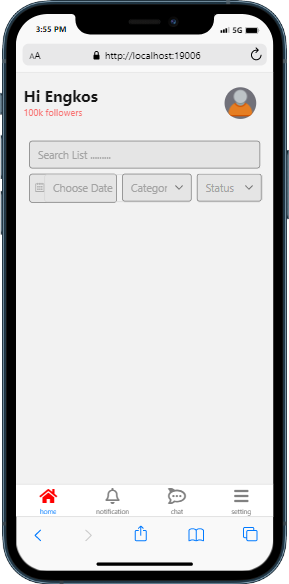 3:55 PM 5G
AA http://localhost:19006
Hi Engkos
100k followers
Search List .........
Choose Date Categor Status
home notification chat setting